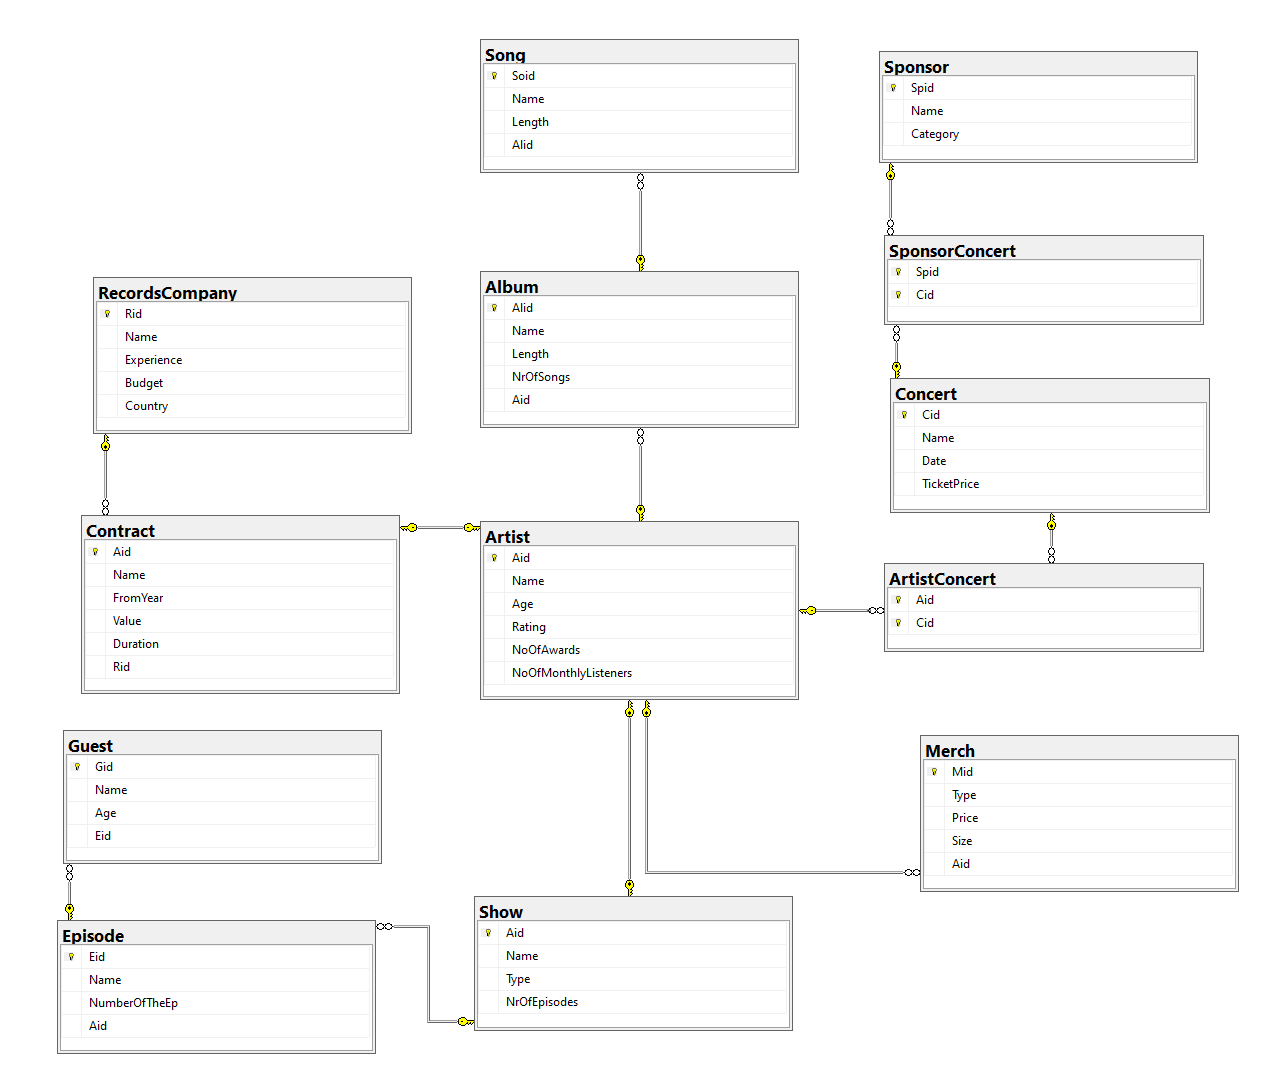 Song
Soid
Name
Length
Alid
Sponsor
Spid
Name
Category
SponsorConcert
Spid
Cid
RecordsCompany
Rid
Name
Experience
Budget
Country
Album
Alid
Name
Length
NrOfSongs
Aid
Concert
Cid
Name
Date
TicketPrice
Contract
Aid
Name
FromYear
Value
Duration
Rid
Artist
Aid
Name
Age
Rating
NoOfAwards
NoOfMonthlyListeners
ArtistConcert
Aid
Cid
Guest
Gid
Name
Age
Eid
Merch
Mid
Type
Price
Size
Aid
Episode
Eid
Name
NumberOfTheEp
Aid
Show
Aid
Name
Type
NrOfEpisodes